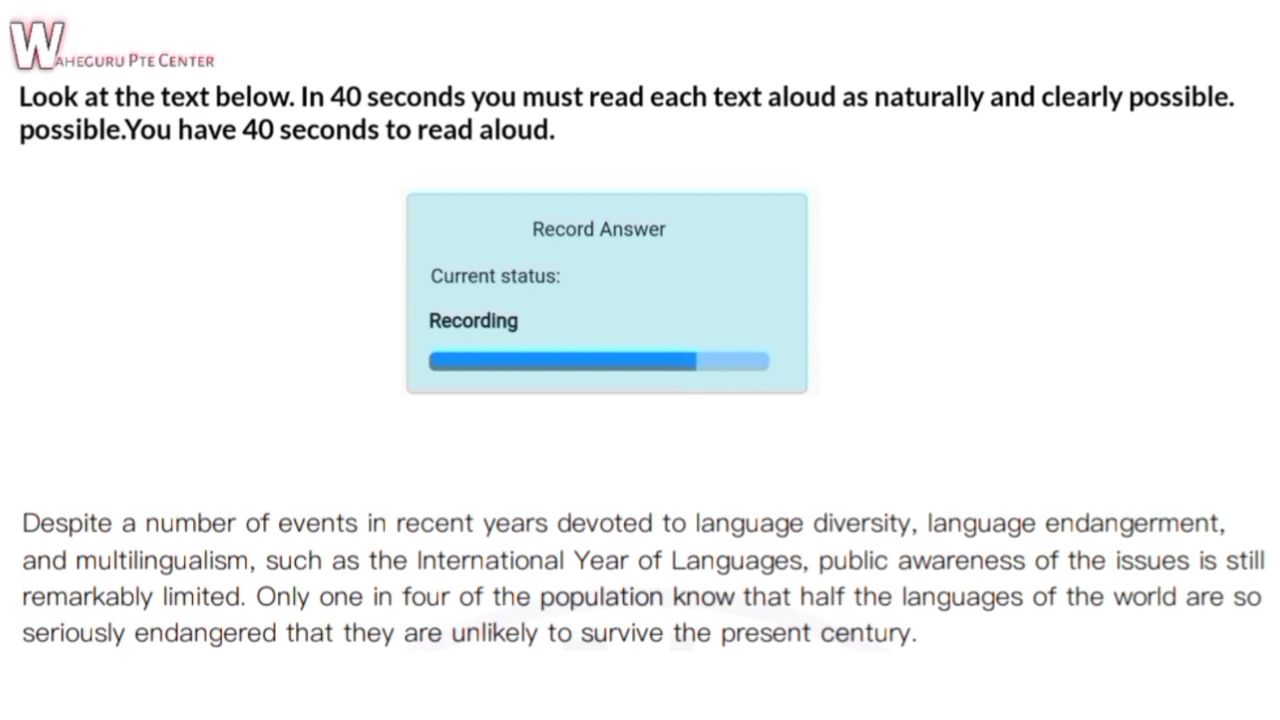 WAHEGURU PTE CENTER
Look at the text below. In 40 seconds you must read each text aloud as naturally and clearly possible.
possible.You have 40 seconds to read aloud.
Record Answer
Current status:
Recording
Despite a number of events in recent years devoted to language diversity, language endangerment,
and multilingualism, such as the International Year of Languages, public awareness of the issues is still
remarkably limited. Only one in four of the population know that half the languages of the world are so
seriously endangered that they are unlikely to survive the present century.